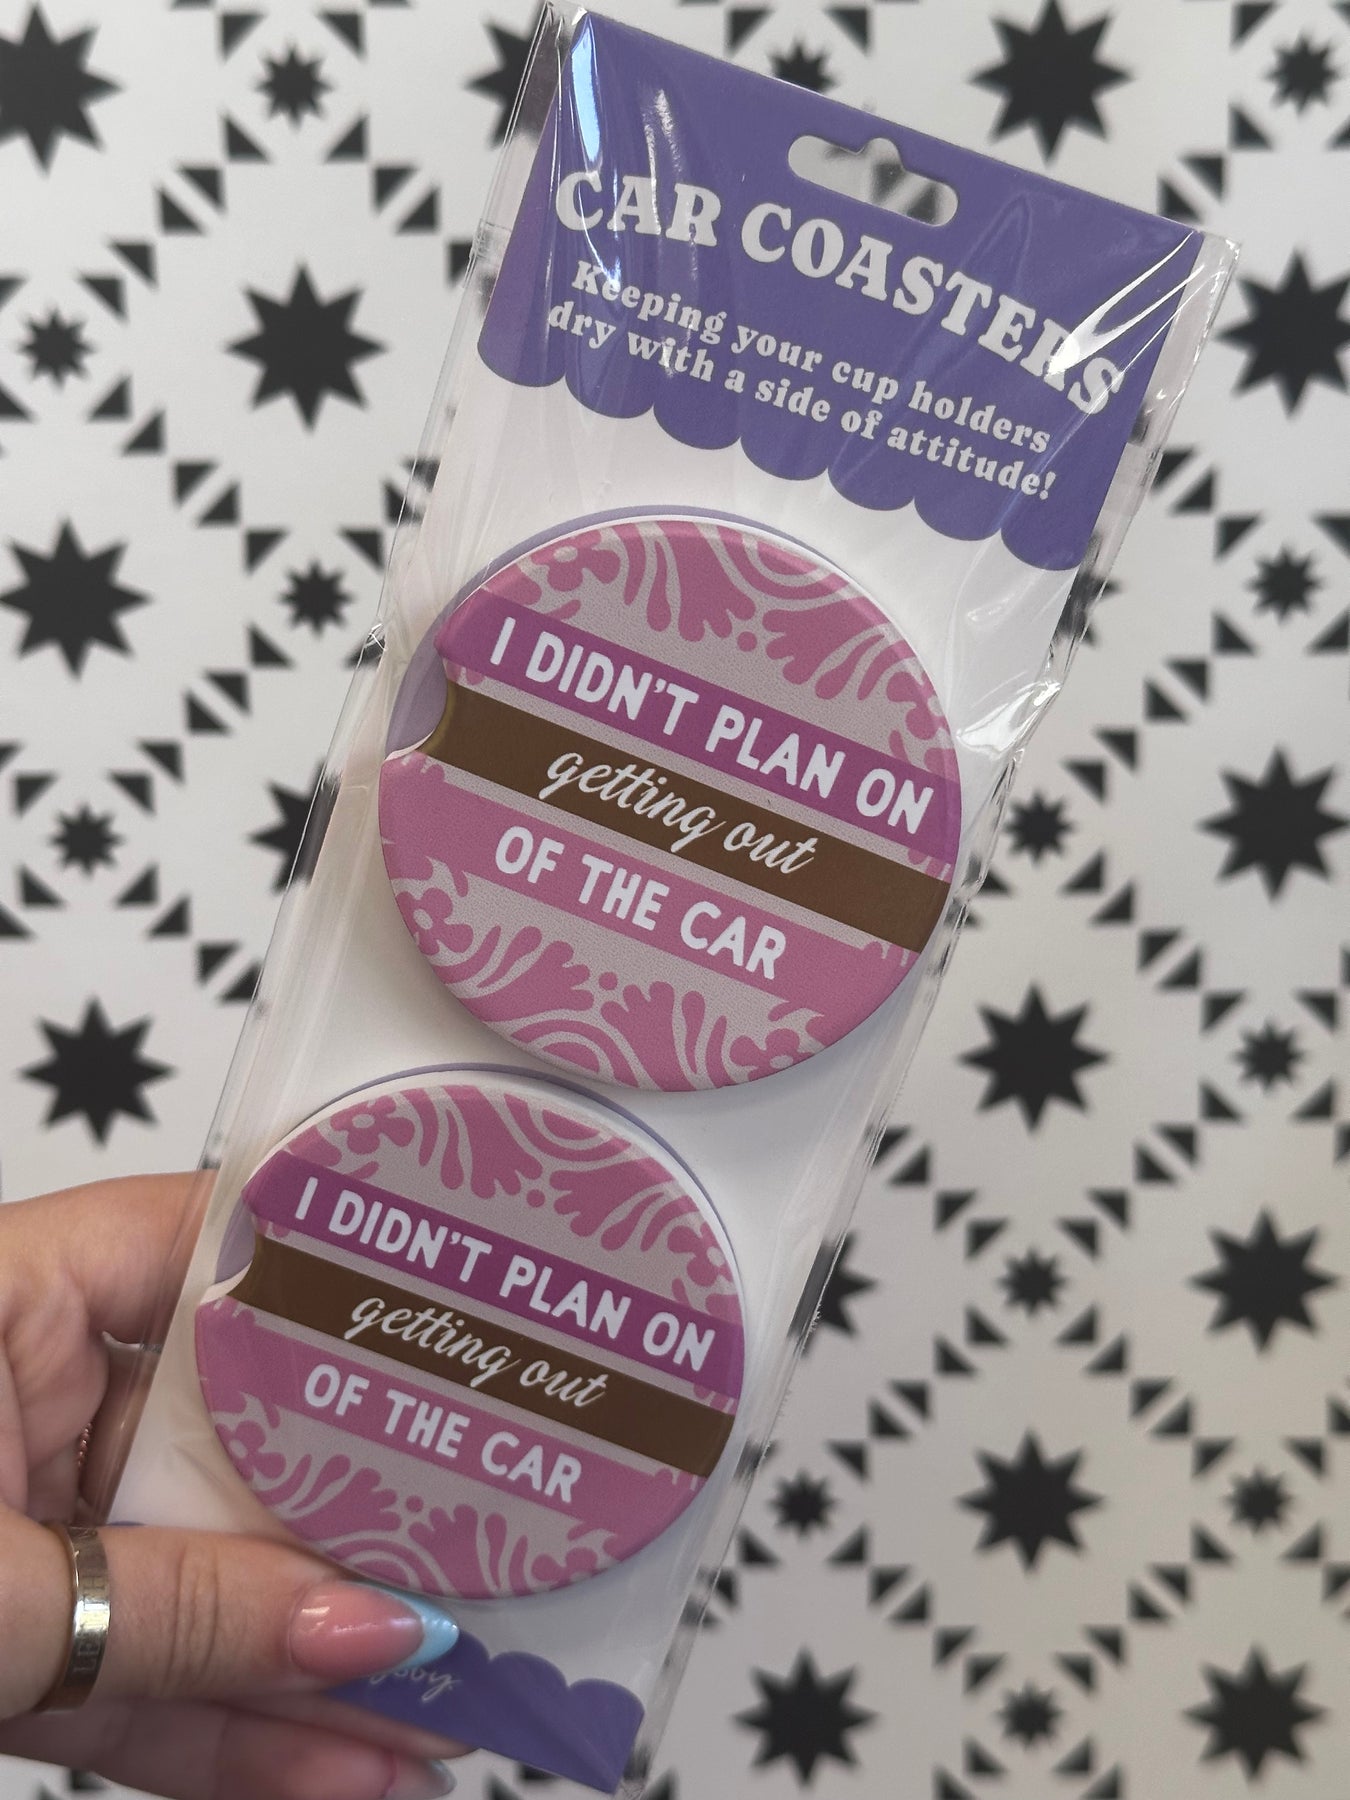 CAR COASTERS
Keeping your cup holders
dry with a side of attitude!
I DIDN'T PLAN ON
getting out
OF THE CAR
I DIDN'T PLAN ON
getting out
OF THE CAR